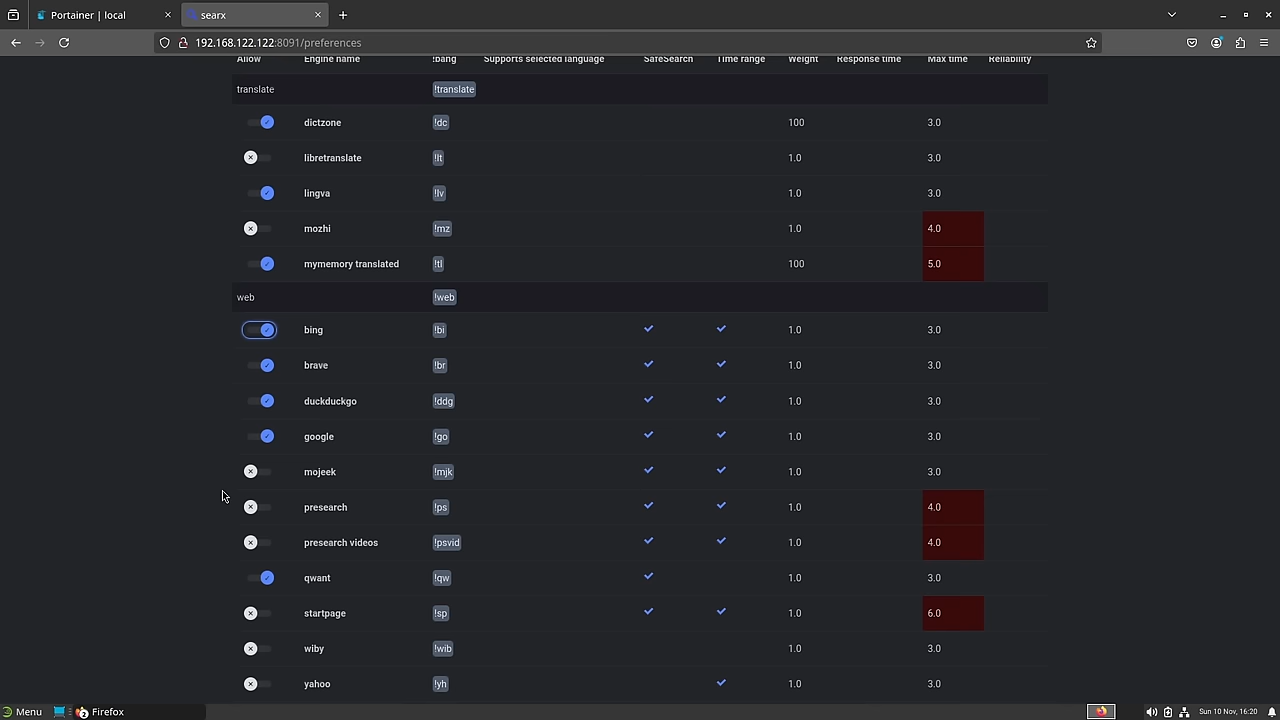 Portainer | local
searx
192.168.122.122:8091/preferences
Allow Engine name !bang Supports selected language SafeSearch Time range Weight Response time Max time Reliability
translate !translate
dictzone !dc 100 3.0
libretranslate !lt 1.0 3.0
lingva !lv 1.0 3.0
mozhi !mz 1.0 4.0
mymemory translated !tl 100 5.0
web !web
bing !bi 1.0 3.0
brave !br 1.0 3.0
duckduckgo !ddg 1.0 3.0
google !go 1.0 3.0
mojeek !mjk 1.0 3.0
presearch !ps 1.0 4.0
presearch videos !psvid 1.0 4.0
qwant !qw 1.0 3.0
startpage !sp 1.0 6.0
wiby !wib 1.0 3.0
yahoo !yh 1.0 3.0
Menu 2 Firefox Sun 10 Nov, 16:20